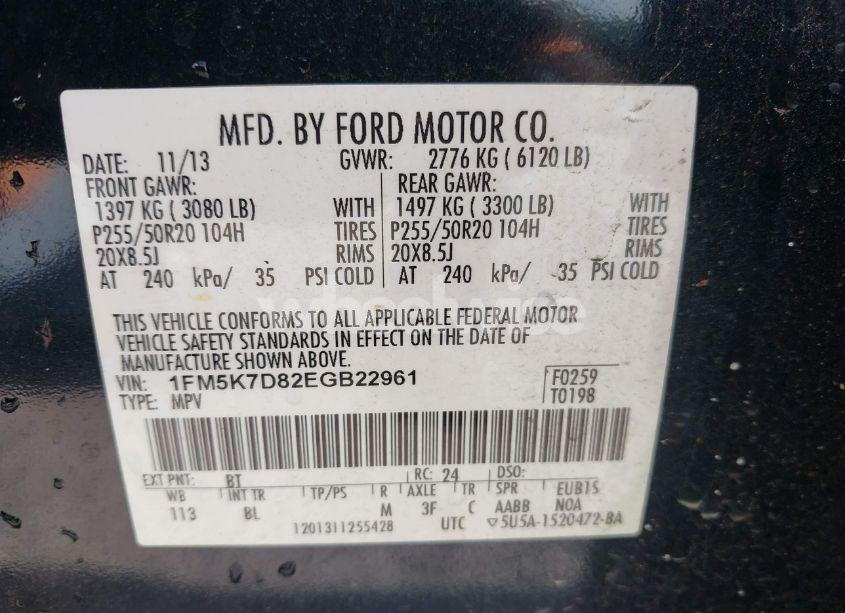 MFD. BY FORD MOTOR CO.
DATE: 11/13 GVWR: 2776 KG ( 6120 LB)
FRONT GAWR: REAR GAWR:
1397 KG ( 3080 LB) WITH 1497 KG ( 3300 LB) WITH
P255/50R20 104H TIRES P255/50R20 104H TIRES
20X8.5J RIMS 20X8.5J RIMS
AT 240 kPa/ 35 PSI COLD AT 240 kPa/ 35 PSI COLD
THIS VEHICLE CONFORMS TO ALL APPLICABLE FEDERAL MOTOR
VEHICLE SAFETY STANDARDS IN EFFECT ON THE DATE OF
MANUFACTURE SHOWN ABOVE.
VIN: 1FM5K7D82EGB22961 F0259
TYPE: MPV T0198
EXT PNT: BT RC: 24 DSO:
WB INT TR TP/PS R AXLE TR SPR EUB15
113 BL M 3F C AABB NOA
1201311255428 UTC ▽5U5A-1520472-BA